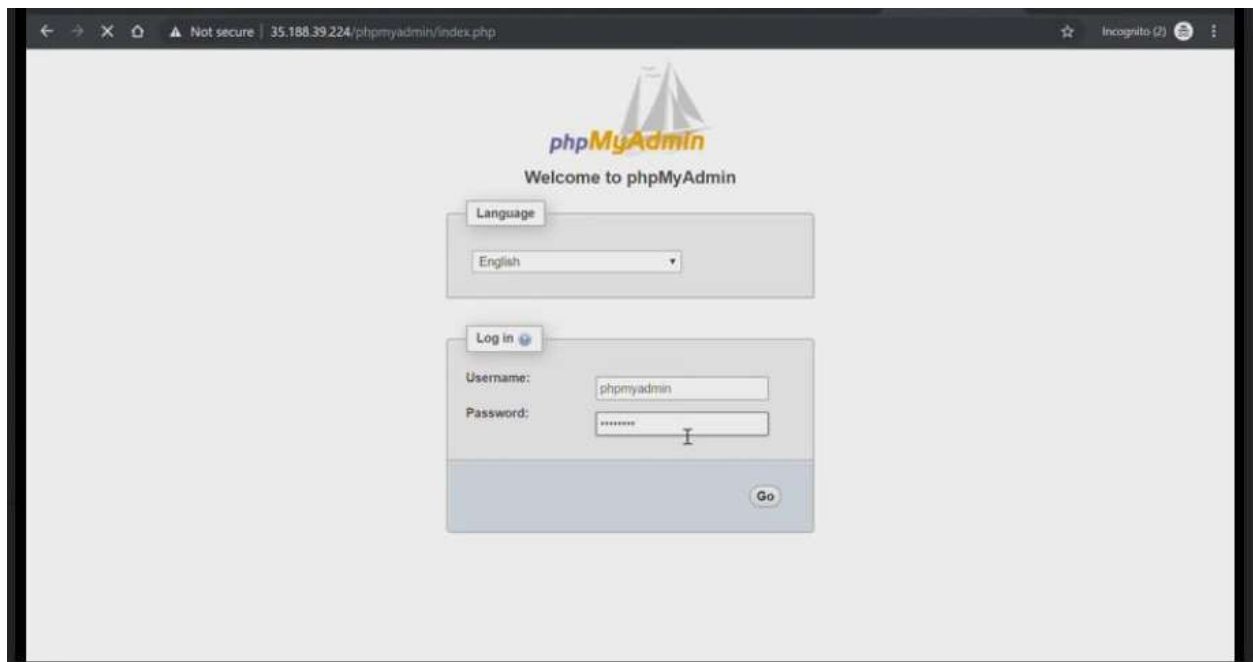 Not secure | 35.188.39.224/phpmyadmin/index.php
Incognito (2)
phpMyAdmin
Welcome to phpMyAdmin
Language
English
Log in
Username:
phpmyadmin
Password:
••••••••
Go